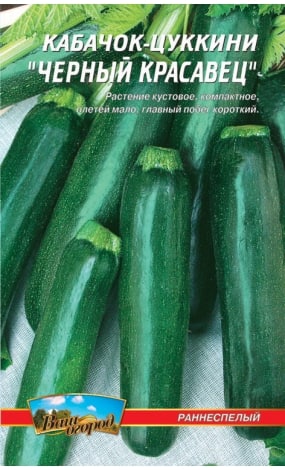 КАБАЧОК-ЦУККИНИ
"ЧЕРНЫЙ КРАСАВЕЦ"
Растение кустовое, компактное,
плетей мало, главный побег короткий.
Ваш
огород
РАННЕСПЕЛЫЙ